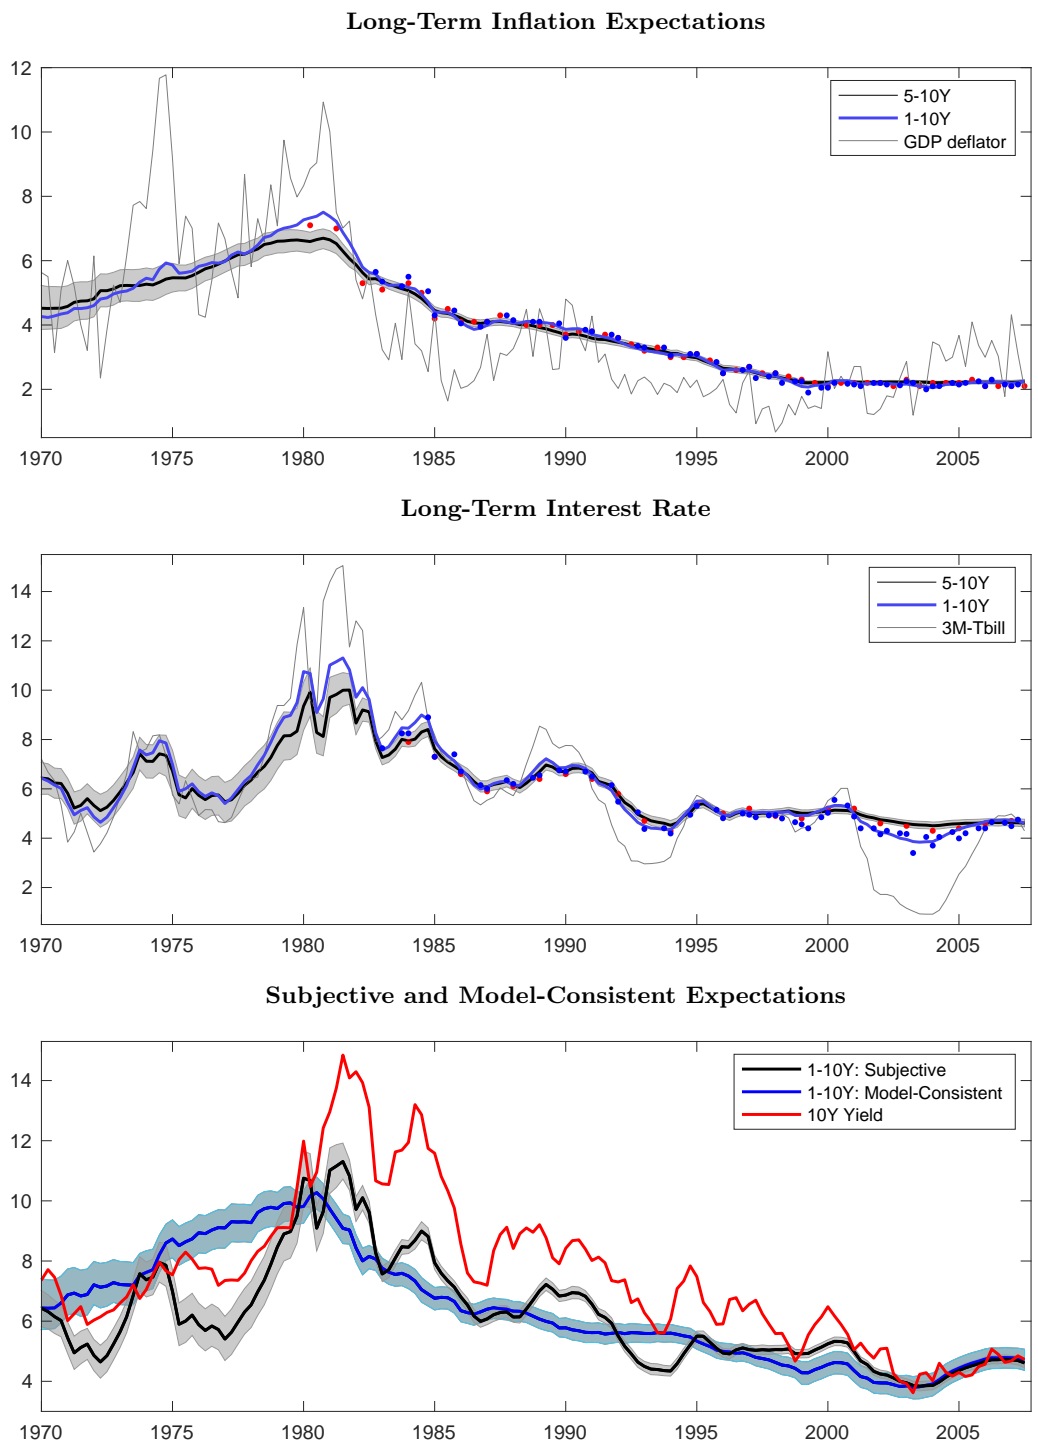 Long-Term Inflation Expectations
12
10
8
6
4
2
5-10Y
1-10Y
GDP deflator
1970 1975 1980 1985 1990 1995 2000 2005
Long-Term Interest Rate
14
12
10
8
6
4
2
5-10Y
1-10Y
3M-Tbill
1970 1975 1980 1985 1990 1995 2000 2005
Subjective and Model-Consistent Expectations
14
12
10
8
6
4
1-10Y: Subjective
1-10Y: Model-Consistent
10Y Yield
1970 1975 1980 1985 1990 1995 2000 2005